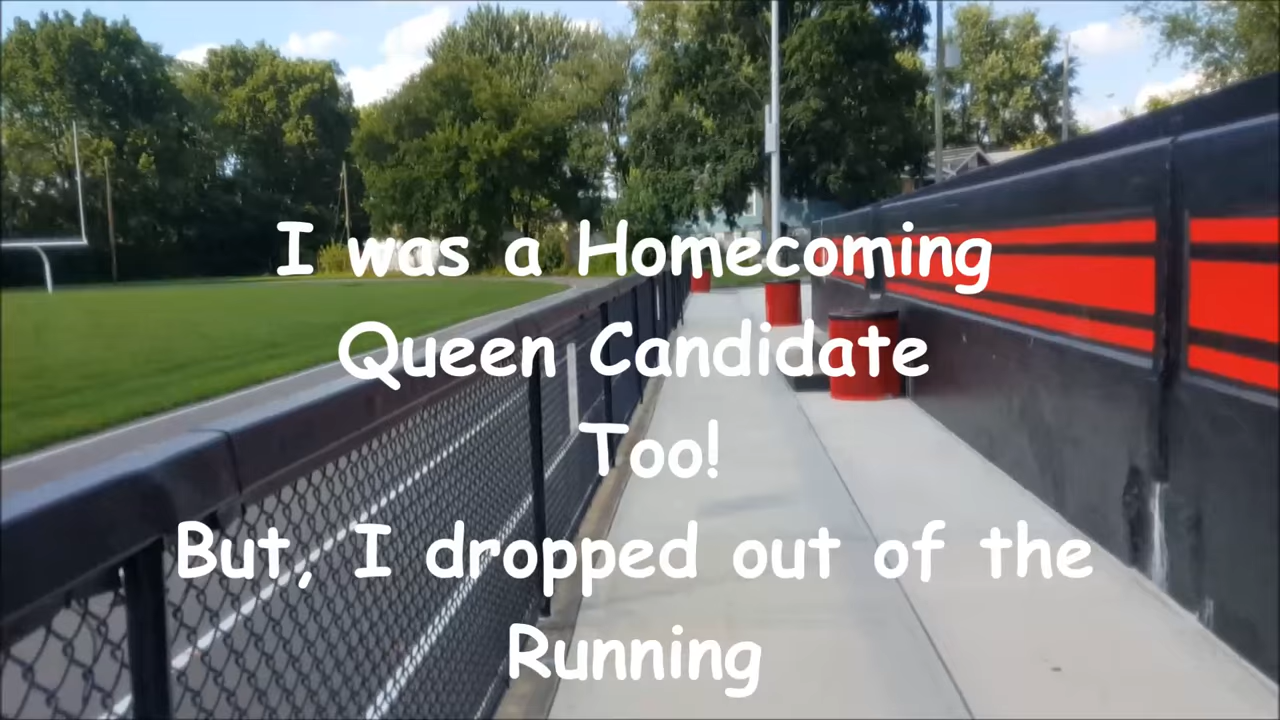 I was a Homecoming
Queen Candidate
Too!
But, I dropped out of the
Running